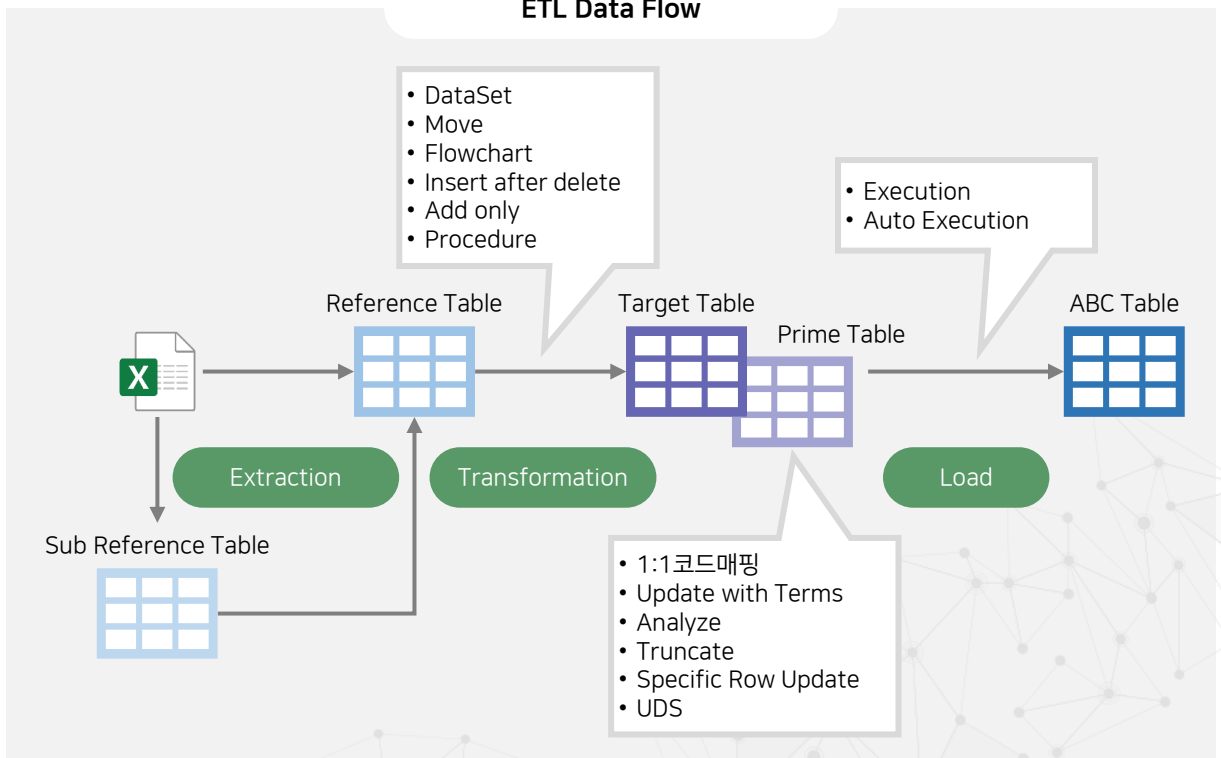 ETL Data Flow
• DataSet
• Move
• Flowchart
• Insert after delete
• Add only
• Procedure
• Execution
• Auto Execution
Reference Table
Target Table
Prime Table
ABC Table
X
Extraction
Transformation
Load
Sub Reference Table
• 1:1코드매핑
• Update with Terms
• Analyze
• Truncate
• Specific Row Update
• UDS